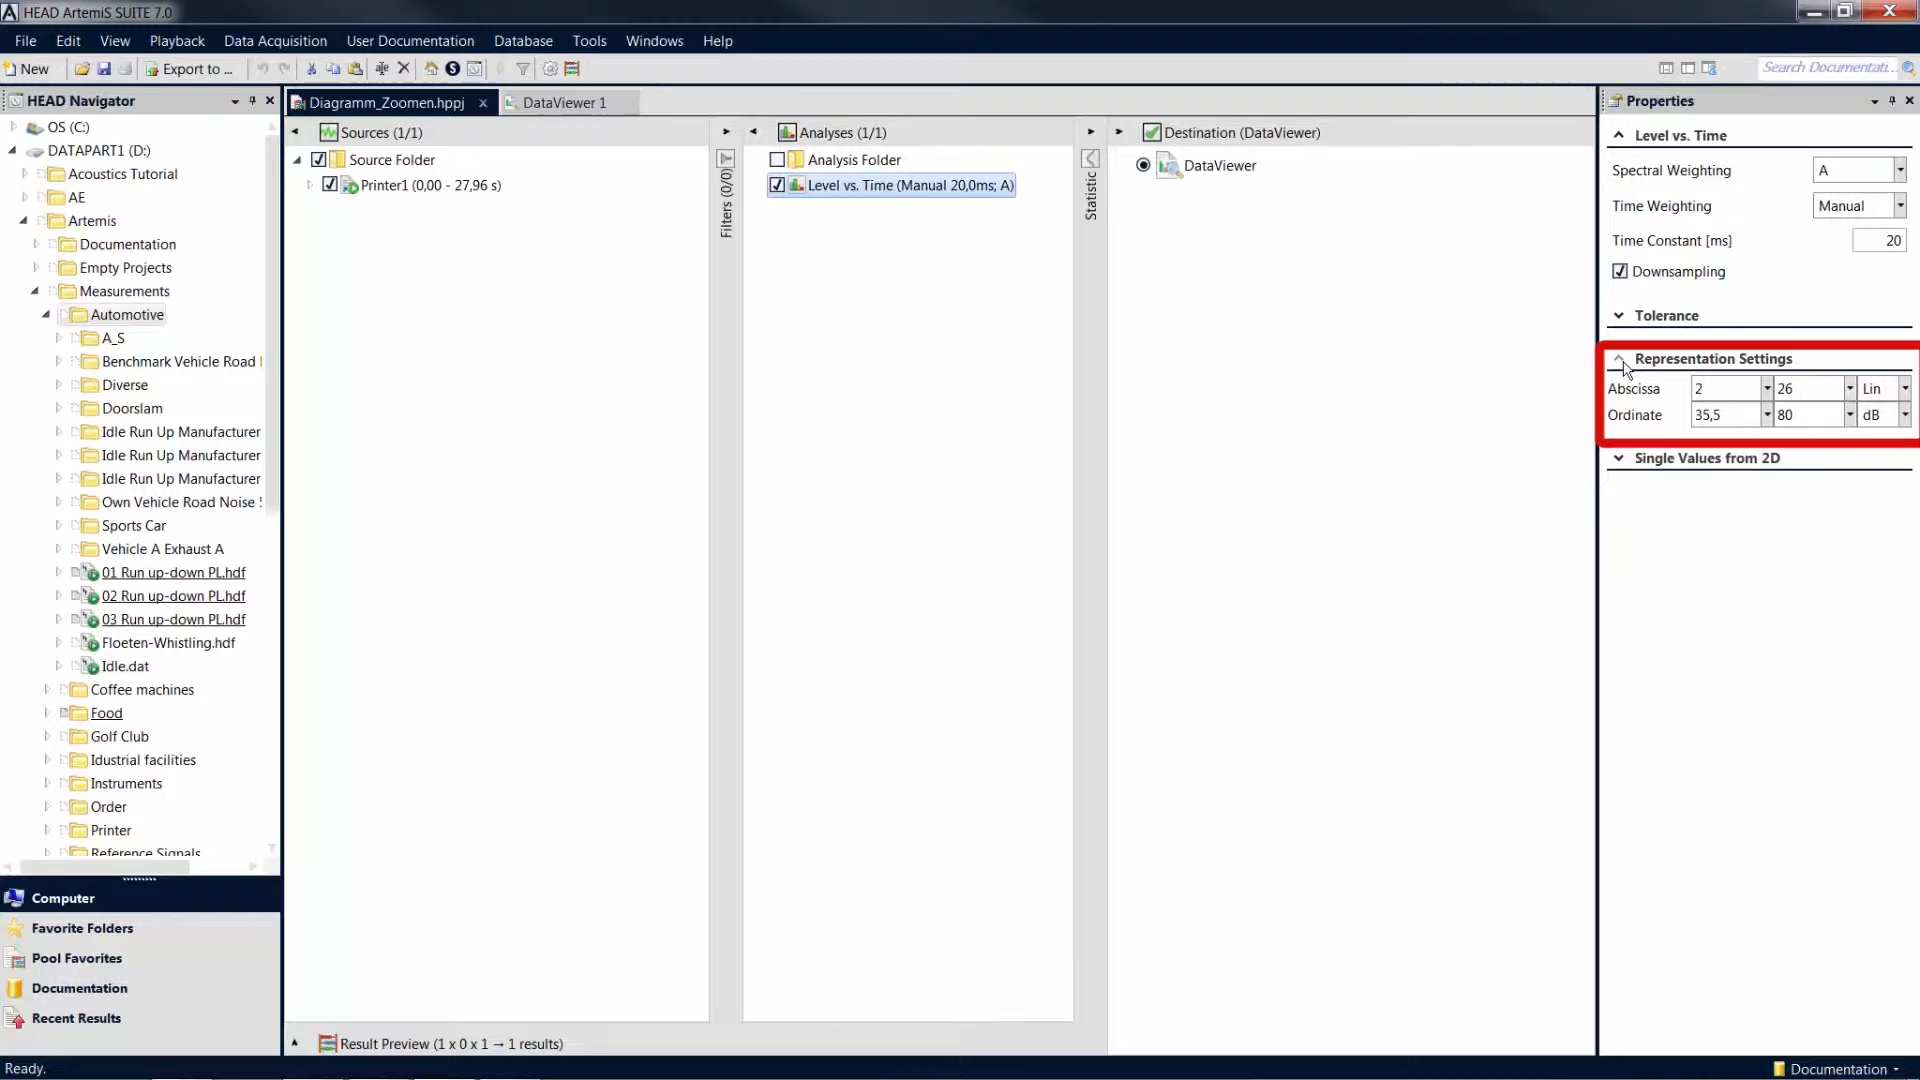 HEAD ArtemiS SUITE 7.0
File Edit View Playback Data Acquisition User Documentation Database Tools Windows Help
New Export to ... Search Documentati...
HEAD Navigator
OS (C:)
DATAPART1 (D:)
Acoustics Tutorial
AE
Artemis
Documentation
Empty Projects
Measurements
Automotive
A_S
Benchmark Vehicle Road
Diverse
Doorslam
Idle Run Up Manufacturer
Idle Run Up Manufacturer
Idle Run Up Manufacturer
Own Vehicle Road Noise
Sports Car
Vehicle A Exhaust A
01 Run up-down PL.hdf
02 Run up-down PL.hdf
03 Run up-down PL.hdf
Floeten-Whistling.hdf
Idle.dat
Coffee machines
Food
Golf Club
Idustrial facilities
Instruments
Order
Printer
Reference Signals
Computer
Favorite Folders
Pool Favorites
Documentation
Recent Results
Ready.
Diagramm_Zoomen.hppj DataViewer 1
Sources (1/1)
Source Folder
Printer1 (0,00 - 27,96 s)
Filters (0/0)
Analyses (1/1)
Analysis Folder
Level vs. Time (Manual 20,0ms; A)
Statistic
Destination (DataViewer)
DataViewer
Result Preview (1 x 0 x 1 → 1 results)
Properties
Level vs. Time
Spectral Weighting A
Time Weighting Manual
Time Constant [ms] 20
Downsampling
Tolerance
Representation Settings
Abscissa 2 26 Lin
Ordinate 35,5 80 dB
Single Values from 2D
Documentation